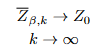 Z̅_{β,k} → Z_0
k → ∞